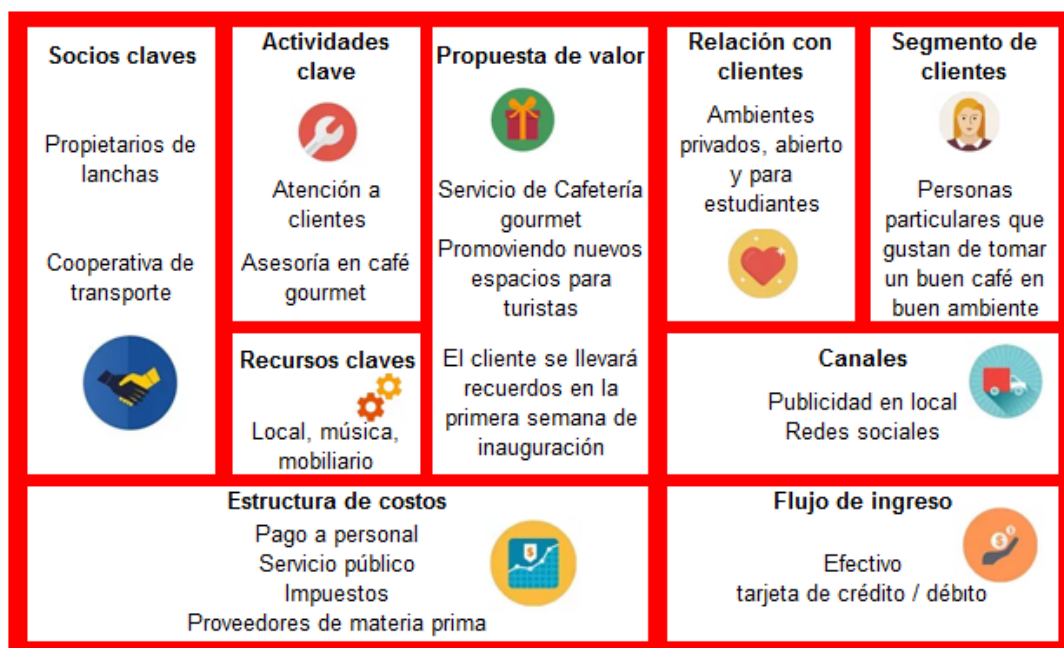 Socios claves
Propietarios de
lanchas
Cooperativa de
transporte
Actividades
clave
Atención a
clientes
Asesoría en café
gourmet
Recursos claves
Local, música,
mobiliario
Propuesta de valor
Servicio de Cafetería
gourmet
Promoviendo nuevos
espacios para
turistas
El cliente se llevará
recuerdos en la
primera semana de
inauguración
Relación con
clientes
Ambientes
privados, abierto
y para
estudiantes
Segmento de
clientes
Personas
particulares que
gustan de tomar
un buen café en
buen ambiente
Canales
Publicidad en local
Redes sociales
Estructura de costos
Pago a personal
Servicio público
Impuestos
Proveedores de materia prima
Flujo de ingreso
Efectivo
tarjeta de crédito / débito